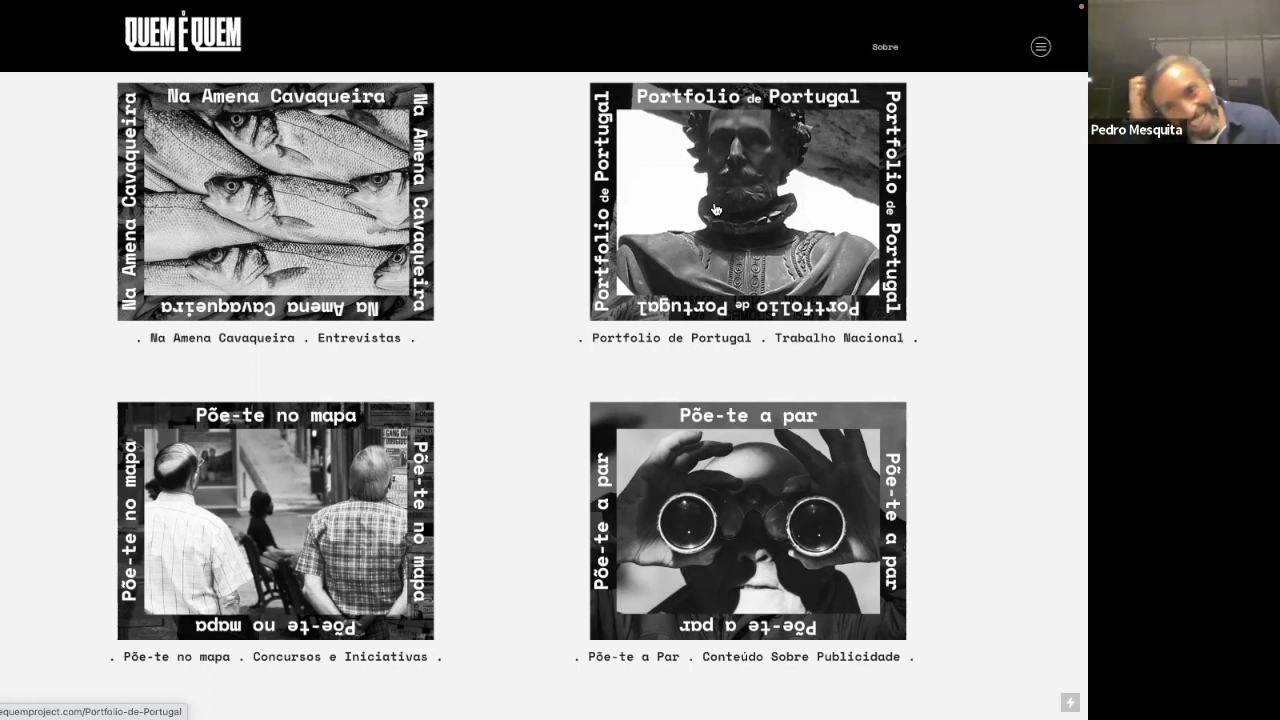 QUEM É QUEM
Sobre
Pedro Mesquita
Na Amena Cavaqueira
Na Amena Cavaqueira
Na Amena Cavaqueira
Na Amena Cavaqueira
. Na Amena Cavaqueira . Entrevistas .
Portfolio de Portugal
Portfolio de Portugal
Portfolio de Portugal
Portfolio de Portugal
. Portfolio de Portugal . Trabalho Nacional .
Põe-te no mapa
Põe-te no mapa
Põe-te no mapa
Põe-te no mapa
. Põe-te no mapa . Concursos e Iniciativas .
Põe-te a par
Põe-te a par
Põe-te a par
Põe-te a par
. Põe-te a Par . Conteúdo Sobre Publicidade .
equemproject.com/Portfolio-de-Portugal